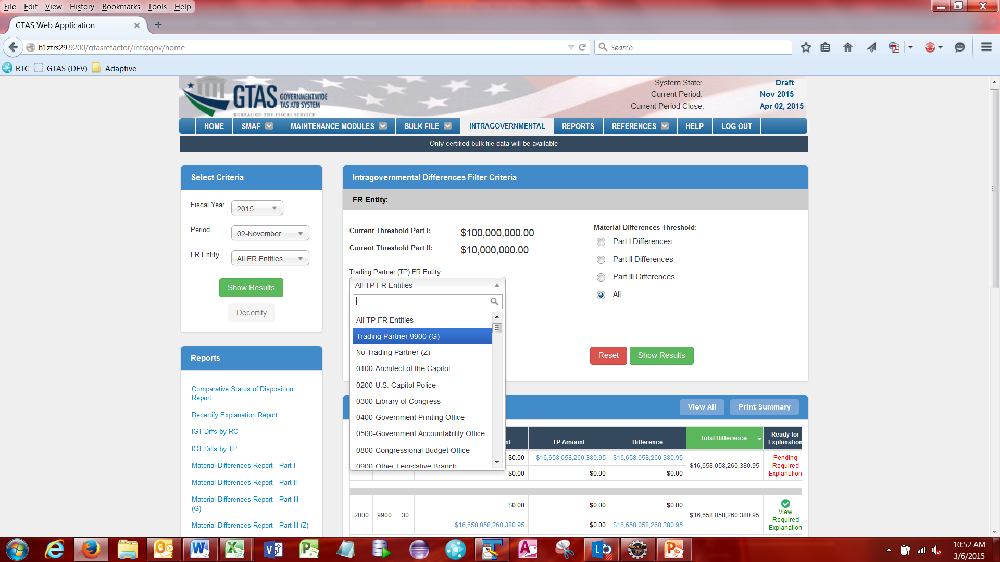 File Edit View History Bookmarks Tools Help
GTAS Web Application
h1ztrs29:9200/gtasrefactor/intragov/home
Search
RTC GTAS (DEV) Adaptive
GTAS GOVERNMENTWIDE TAS ATB SYSTEM
BUREAU OF THE FISCAL SERVICE
System State: Draft
Current Period: Nov 2015
Current Period Close: Apr 02, 2015
HOME SMAF MAINTENANCE MODULES BULK FILE INTRAGOVERNMENTAL REPORTS REFERENCES HELP LOG OUT
Only certified bulk file data will be available
Select Criteria
Fiscal Year 2015
Period 02-November
FR Entity All FR Entities
Show Results
Decertify
Reports
Comparative Status of Disposition
Report
Decertify Explanation Report
IGT Diffs by RC
IGT Diffs by TP
Material Differences Report - Part I
Material Differences Report - Part II
Material Differences Report - Part III
(G)
Material Differences Report - Part III (Z)
Intragovernmental Differences Filter Criteria
FR Entity:
Current Threshold Part I: $100,000,000.00
Current Threshold Part II: $10,000,000.00
Material Differences Threshold:
Part I Differences
Part II Differences
Part III Differences
All
Trading Partner (TP) FR Entity:
All TP FR Entities
All TP FR Entities
Trading Partner 9900 (G)
No Trading Partner (Z)
0100-Architect of the Capitol
0200-U.S. Capitol Police
0300-Library of Congress
0400-Government Printing Office
0500-Government Accountability Office
0800-Congressional Budget Office
0900-Other Legislative Branch
Reset Show Results
View All Print Summary
nt TP Amount Difference Total Difference Ready for
Explanation
$0.00 $16,658,058,260,380.95 $16,658,058,260,380.95 $16,658,058,260,380.95 Pending
Required
Explanation
$0.00 $0.00 $0.00
2000 9900 30 $0.00 $0.00 $0.00 $16,658,058,260,380.95 View
Required
Explanation
$16,658,058,260,380.95 $0.00 $16,658,058,260,380.95
Java EE
IDE
10:52 AM
3/6/2015